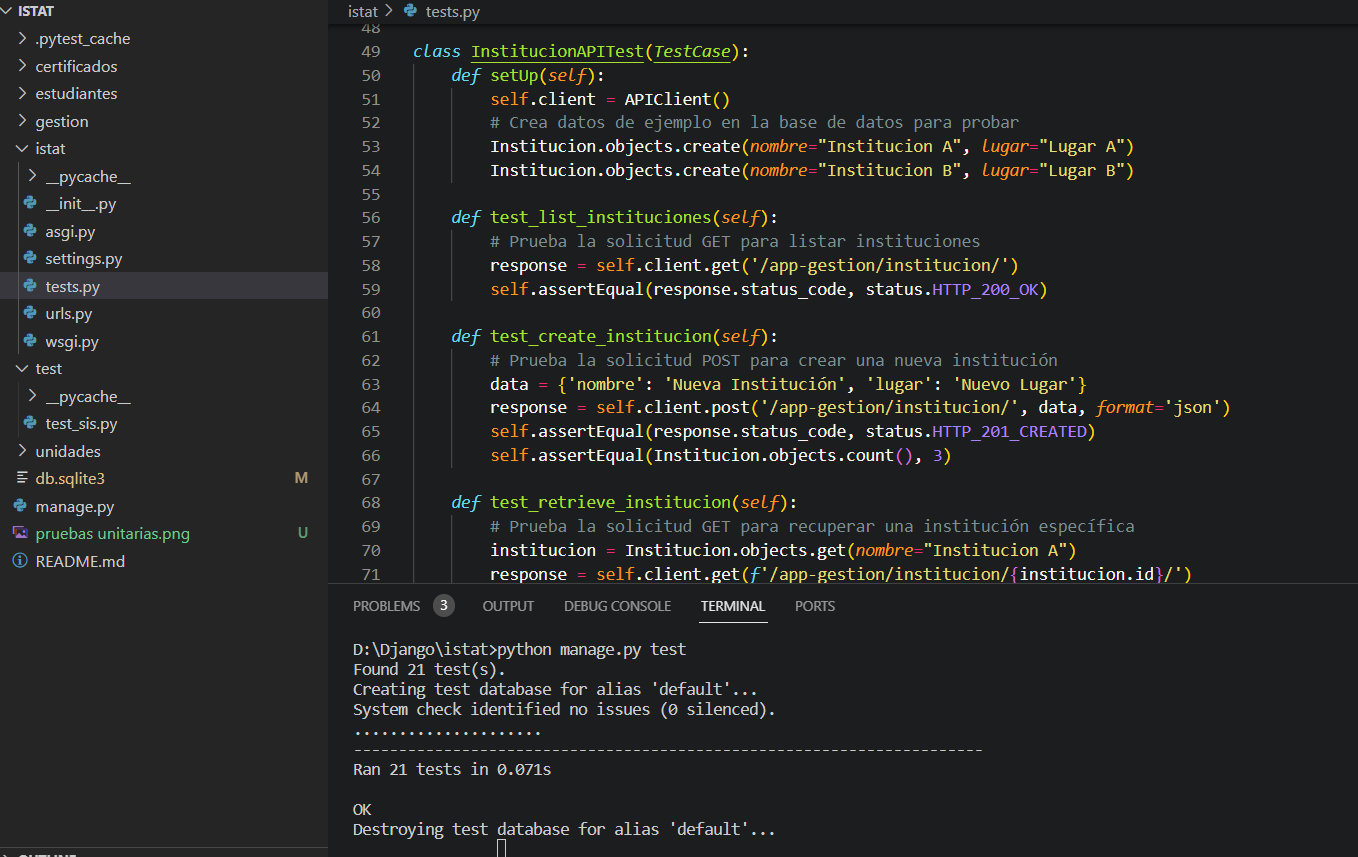 ISTAT
.pytest_cache
certificados
estudiantes
gestion
istat
__pycache__
__init__.py
asgi.py
settings.py
tests.py
urls.py
wsgi.py
test
__pycache__
test_sis.py
unidades
db.sqlite3 M
manage.py
pruebas unitarias.png U
README.md
OUTLINE
istat > tests.py
48
49 class InstitucionAPITest(TestCase):
50 def setUp(self):
51 self.client = APIClient()
52 # Crea datos de ejemplo en la base de datos para probar
53 Institucion.objects.create(nombre="Institucion A", lugar="Lugar A")
54 Institucion.objects.create(nombre="Institucion B", lugar="Lugar B")
55
56 def test_list_instituciones(self):
57 # Prueba la solicitud GET para listar instituciones
58 response = self.client.get('/app-gestion/institucion/')
59 self.assertEqual(response.status_code, status.HTTP_200_OK)
60
61 def test_create_institucion(self):
62 # Prueba la solicitud POST para crear una nueva institución
63 data = {'nombre': 'Nueva Institución', 'lugar': 'Nuevo Lugar'}
64 response = self.client.post('/app-gestion/institucion/', data, format='json')
65 self.assertEqual(response.status_code, status.HTTP_201_CREATED)
66 self.assertEqual(Institucion.objects.count(), 3)
67
68 def test_retrieve_institucion(self):
69 # Prueba la solicitud GET para recuperar una institución específica
70 institucion = Institucion.objects.get(nombre="Institucion A")
71 response = self.client.get(f'/app-gestion/institucion/{institucion.id}/')
PROBLEMS 3 OUTPUT DEBUG CONSOLE TERMINAL PORTS
D:\Django\istat>python manage.py test
Found 21 test(s).
Creating test database for alias 'default'...
System check identified no issues (0 silenced).
.....................
----------------------------------------------------------------------
Ran 21 tests in 0.071s
OK
Destroying test database for alias 'default'...